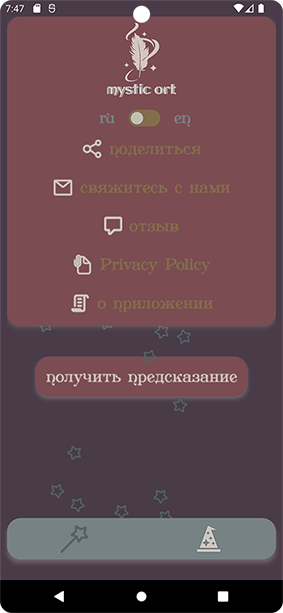 7:47
mystic ort
ru en
поделиться
свяжитесь с нами
отзыв
Privacy Policy
о приложении
получить предсказание